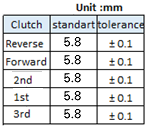 Unit :mm
Clutch standart tolerance
Reverse 5.8 ± 0.1
Forward 5.8 ± 0.1
2nd 5.8 ± 0.1
1st 5.8 ± 0.1
3rd 5.8 ± 0.1